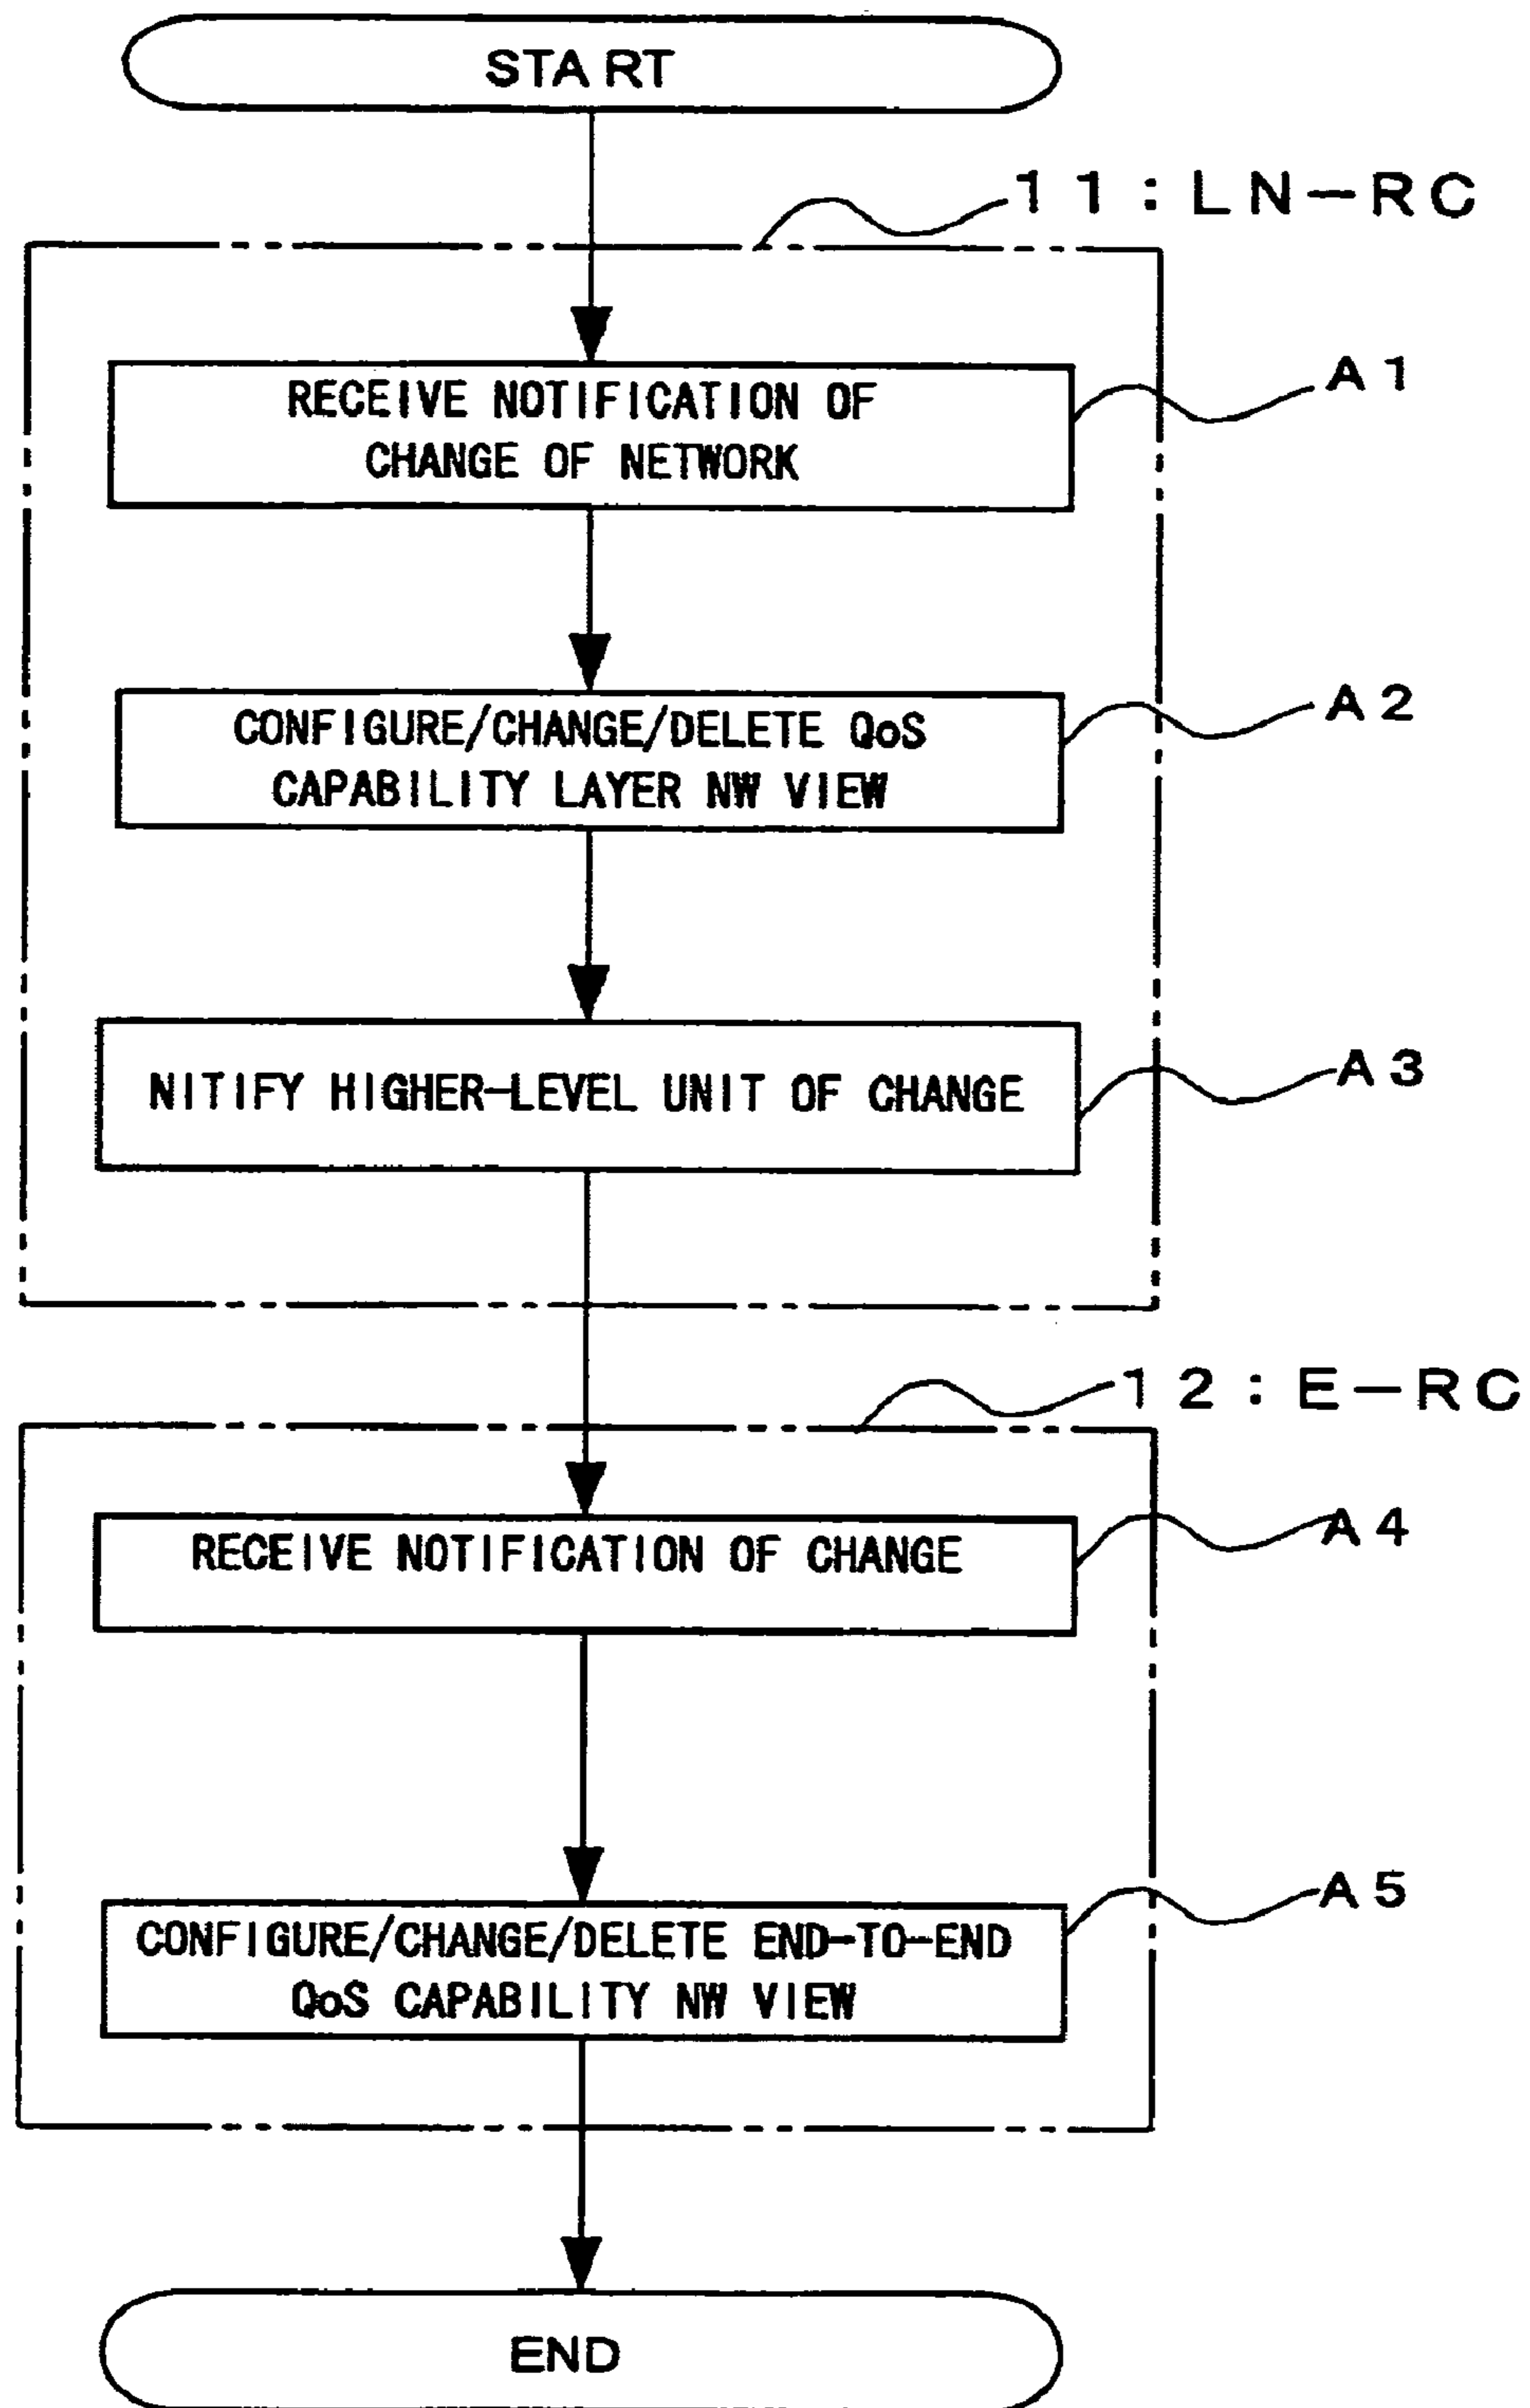 START
11:LN-RC
RECEIVE NOTIFICATION OF
CHANGE OF NETWORK
A1
CONFIGURE/CHANGE/DELETE QoS
CAPABILITY LAYER NW VIEW
A2
NITIFY HIGHER-LEVEL UNIT OF CHANGE
A3
12:E-RC
RECEIVE NOTIFICATION OF CHANGE
A4
CONFIGURE/CHANGE/DELETE END-TO-END
QoS CAPABILITY NW VIEW
A5
END